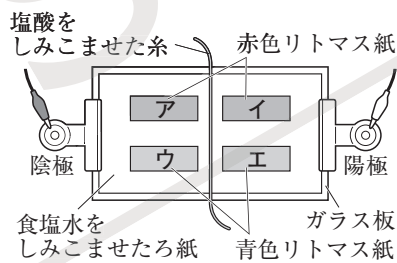 塩酸を
しみこませた糸
赤色リトマス紙
ア
イ
陰極
陽極
ウ
エ
食塩水を
しみこませたろ紙
ガラス板
青色リトマス紙